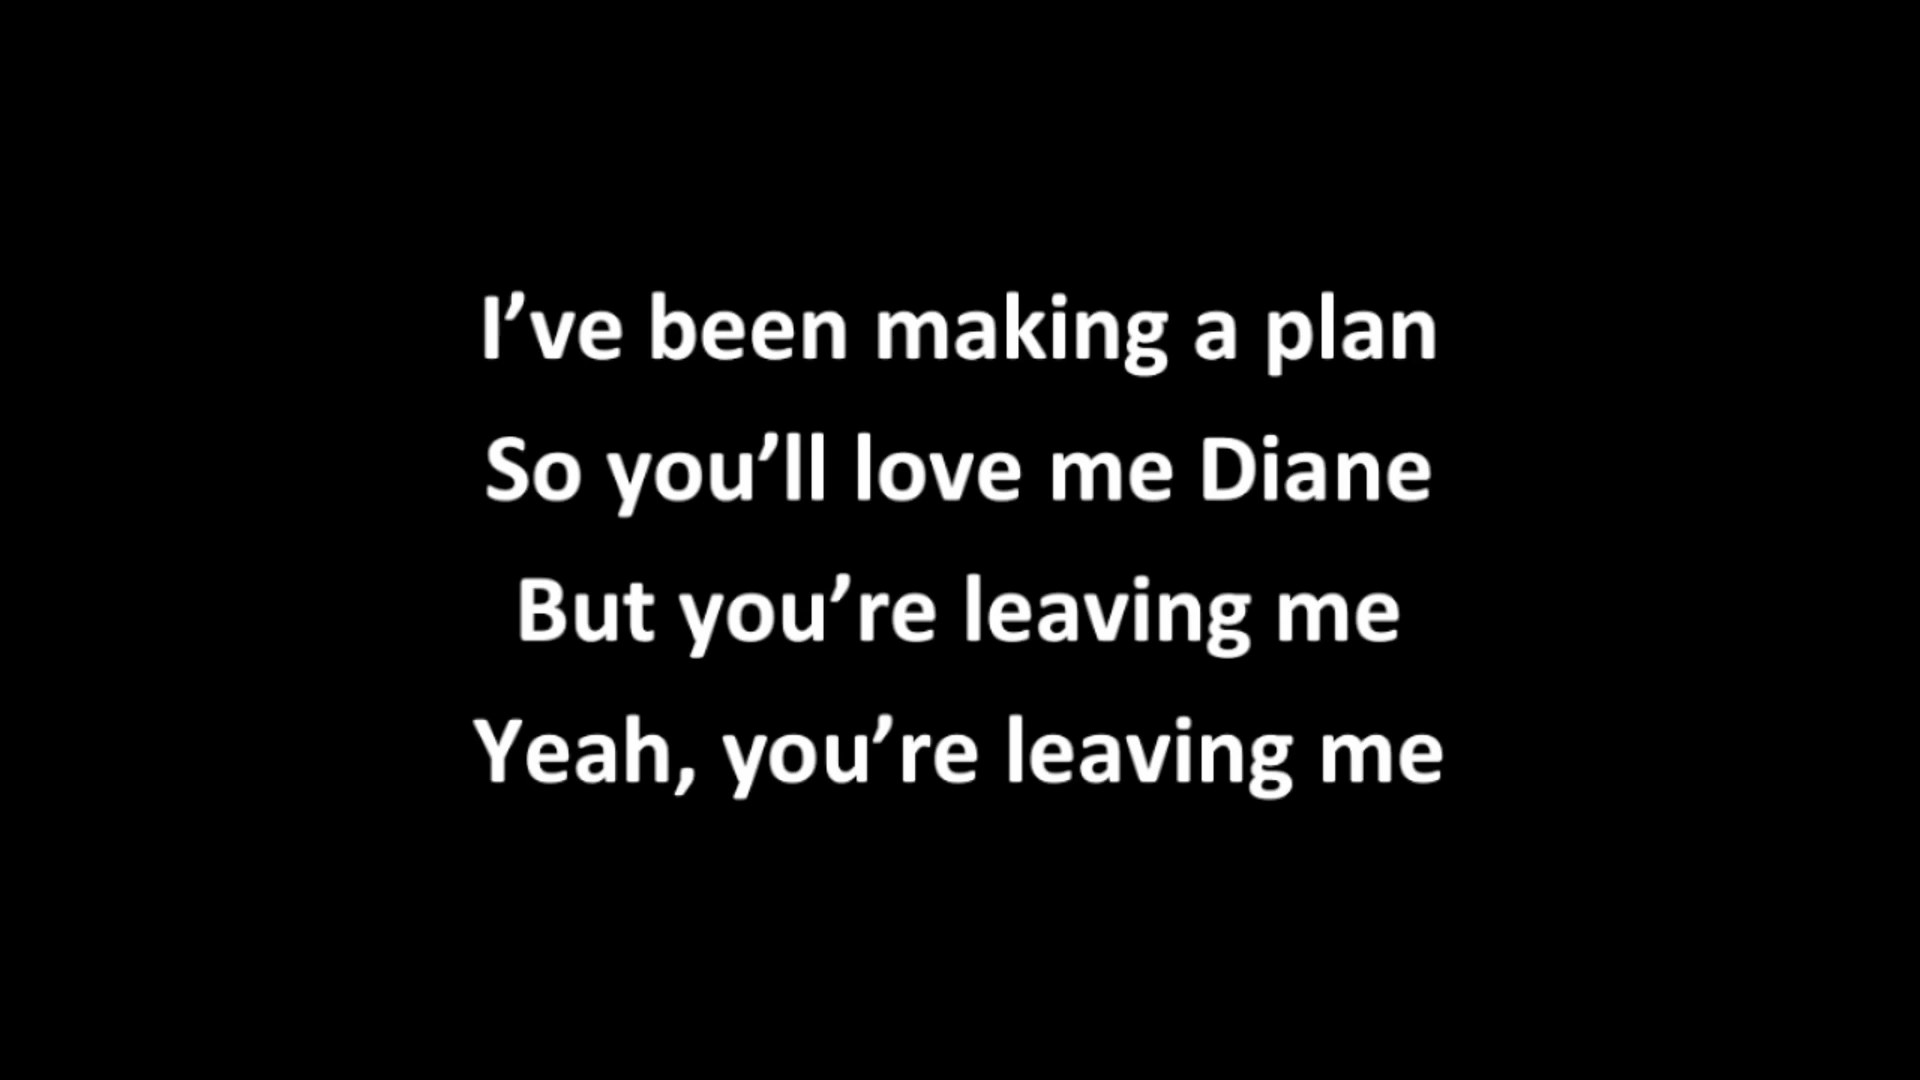 I’ve been making a plan
So you’ll love me Diane
But you’re leaving me
Yeah, you’re leaving me